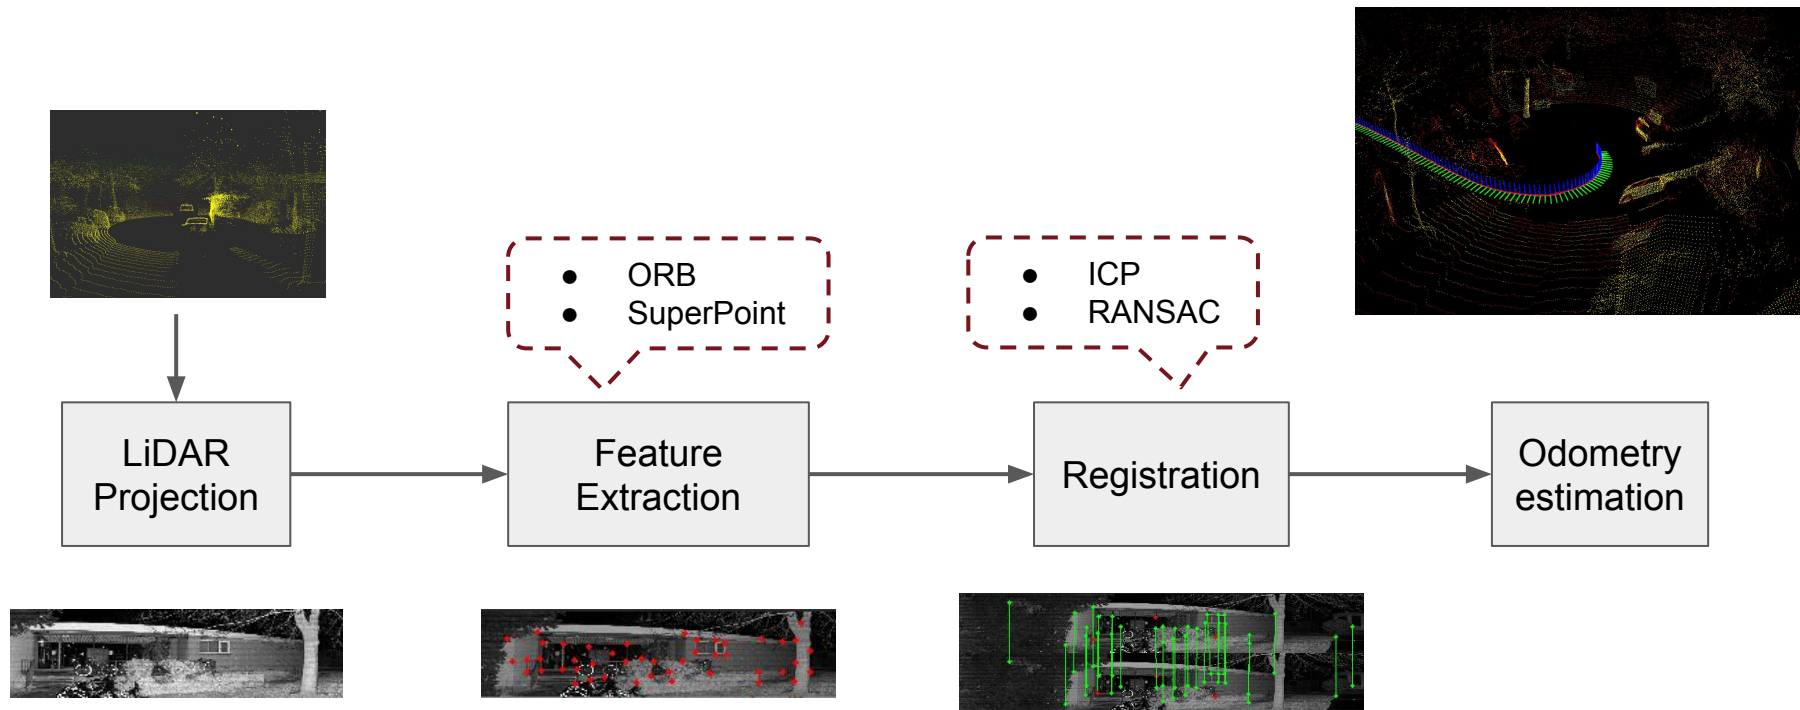 ● ORB
● SuperPoint
● ICP
● RANSAC
LiDAR
Projection
Feature
Extraction
Registration
Odometry
estimation